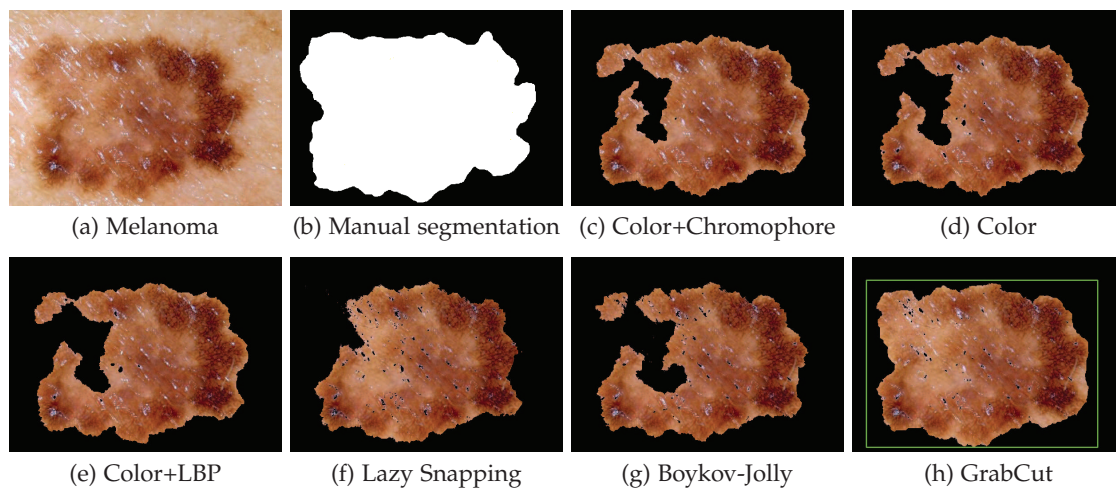 (a) Melanoma
(b) Manual segmentation
(c) Color+Chromophore
(d) Color
(e) Color+LBP
(f) Lazy Snapping
(g) Boykov-Jolly
(h) GrabCut